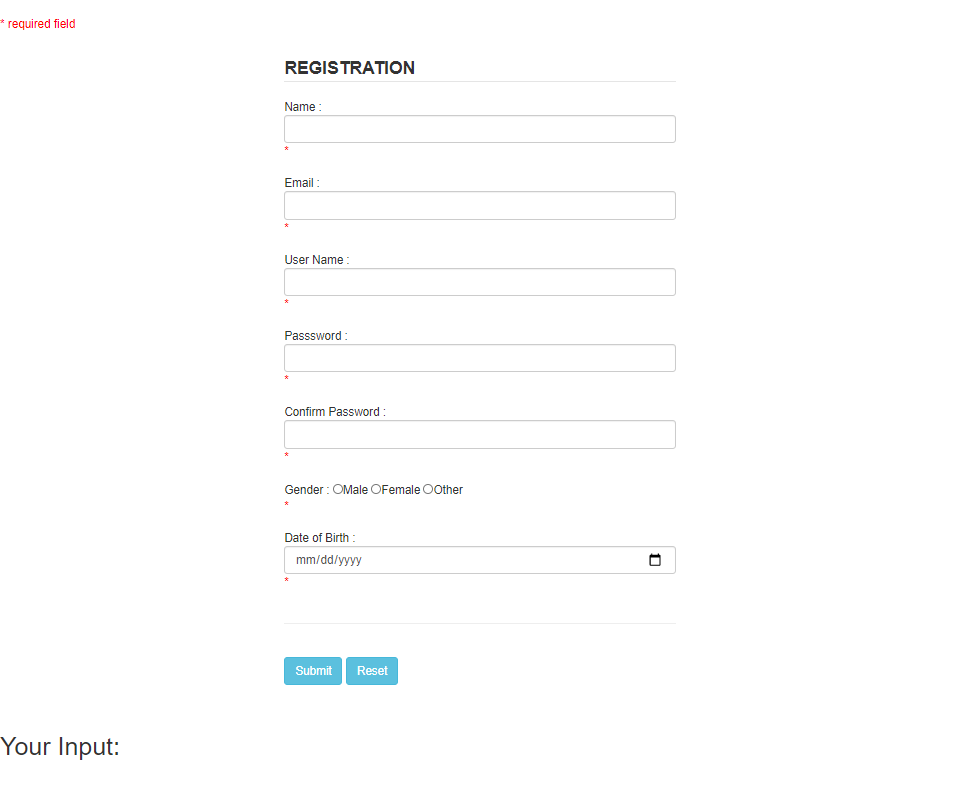 * required field
REGISTRATION
Name :
*
Email :
*
User Name :
*
Passsword :
*
Confirm Password :
*
Gender : Male Female Other
*
Date of Birth :
mm/dd/yyyy
*
Submit Reset
Your Input: